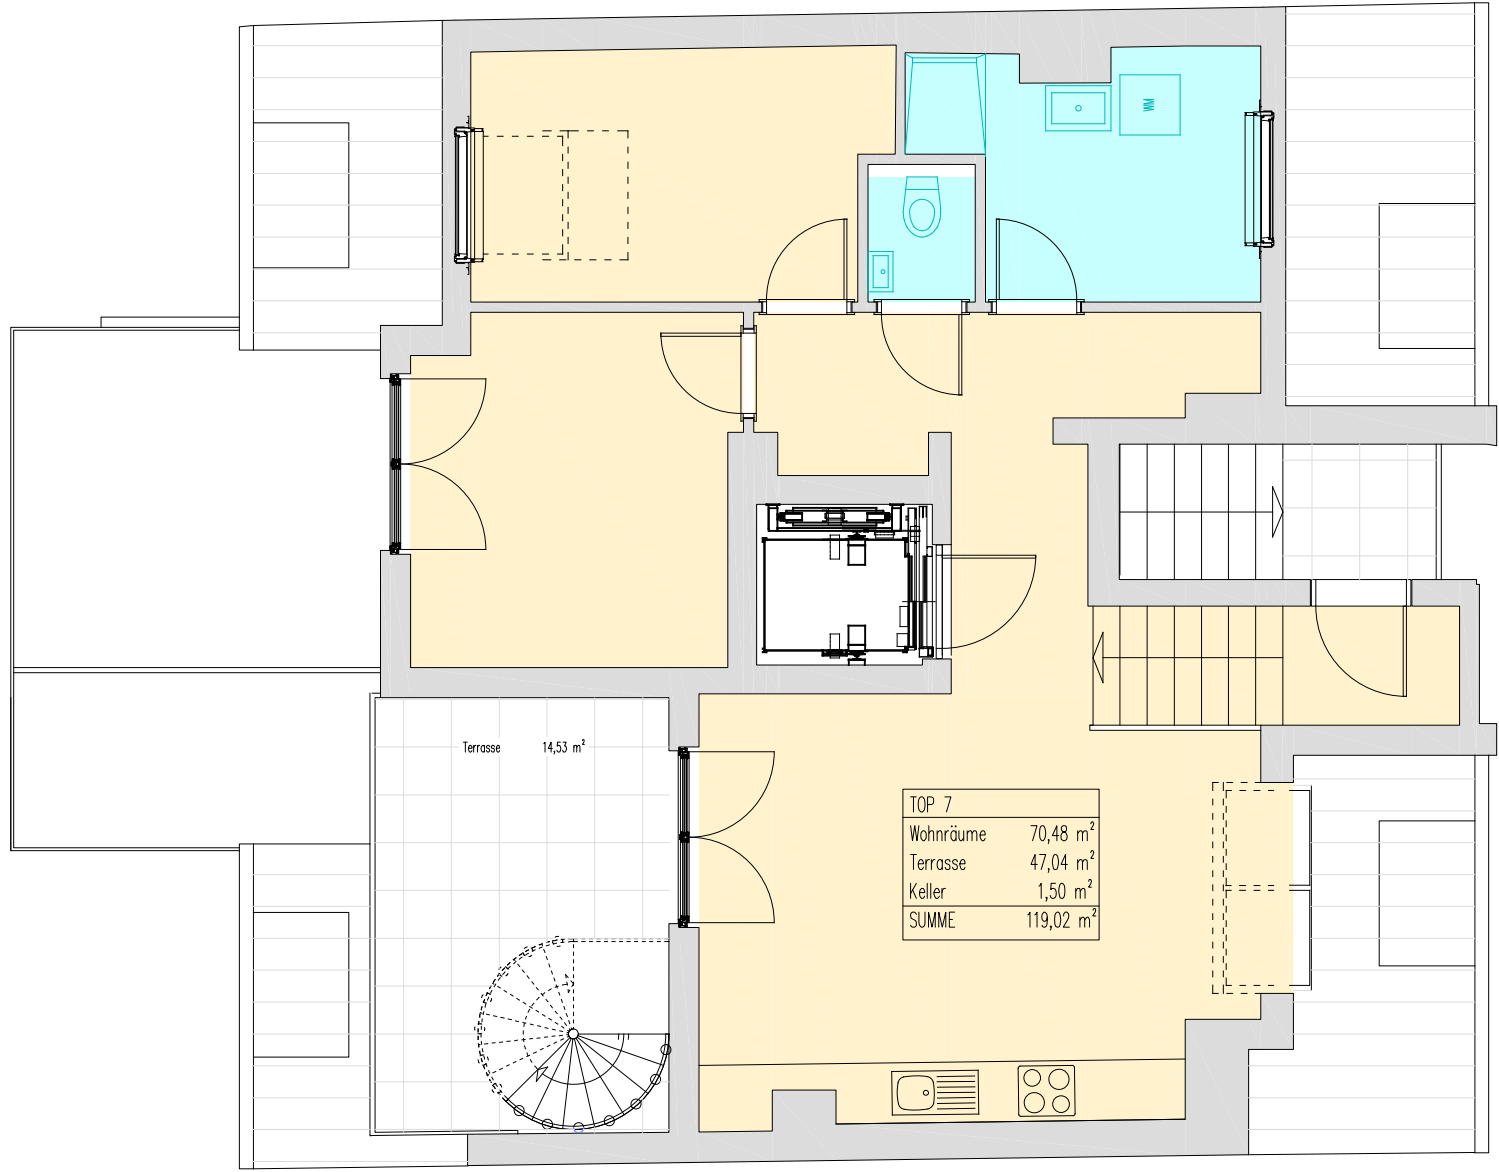 WM
Terrasse 14,53 m²
TOP 7
Wohnräume 70,48 m²
Terrasse 47,04 m²
Keller 1,50 m²
SUMME 119,02 m²